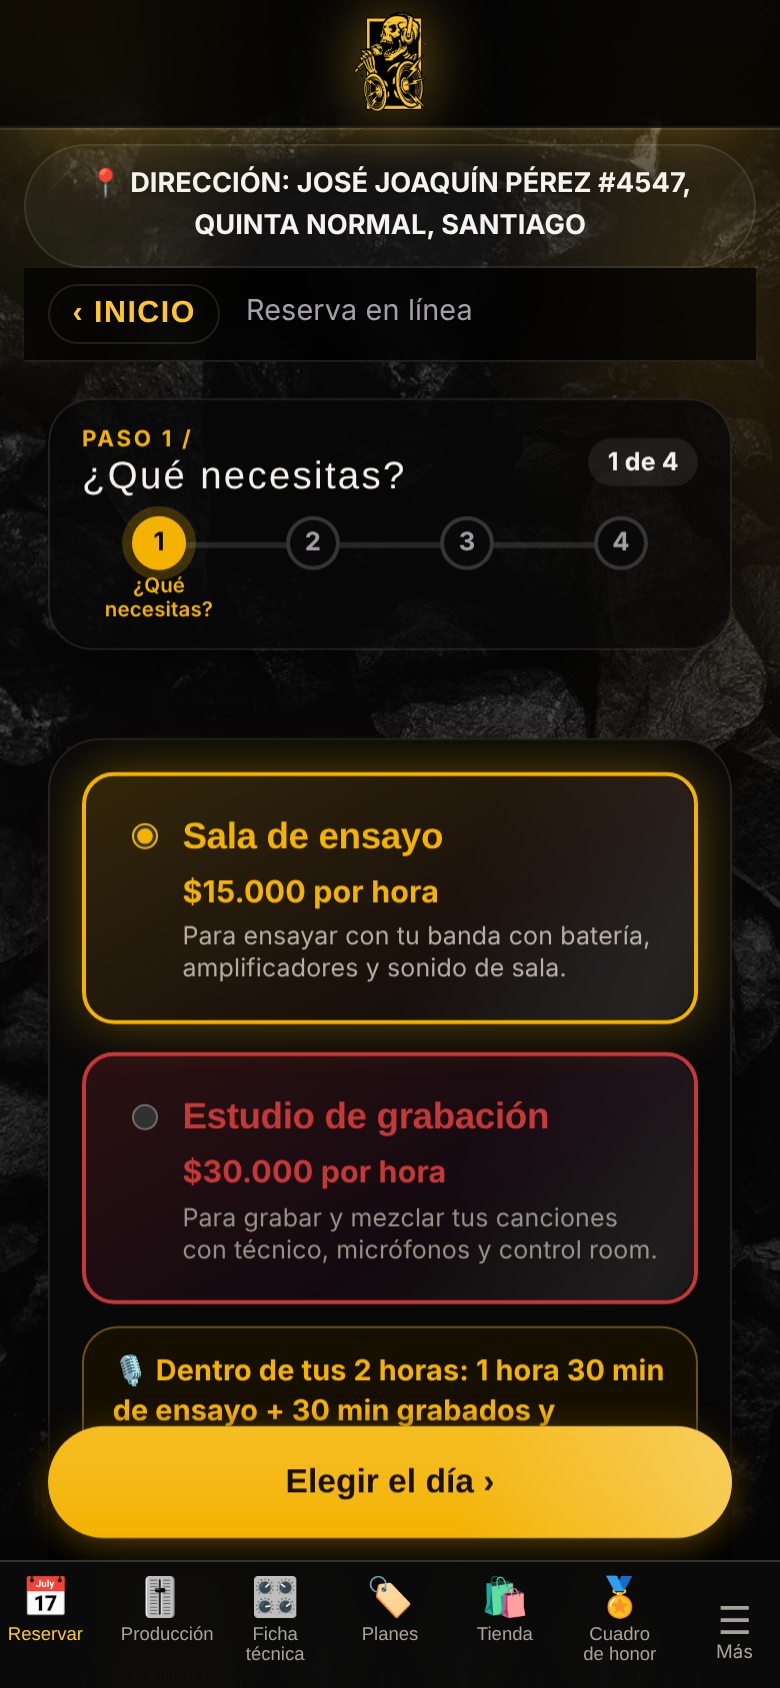 DIRECCIÓN: JOSÉ JOAQUÍN PÉREZ #4547,
QUINTA NORMAL, SANTIAGO
‹ INICIO
Reserva en línea
PASO 1 /
¿Qué necesitas?
1 de 4
1
2
3
4
¿Qué
necesitas?
Sala de ensayo
$15.000 por hora
Para ensayar con tu banda con batería,
amplificadores y sonido de sala.
Estudio de grabación
$30.000 por hora
Para grabar y mezclar tus canciones
con técnico, micrófonos y control room.
Dentro de tus 2 horas: 1 hora 30 min
de ensayo + 30 min grabados y
Elegir el día ›
July
17
Reservar
Producción
Ficha
técnica
Planes
Tienda
Cuadro
de honor
Más